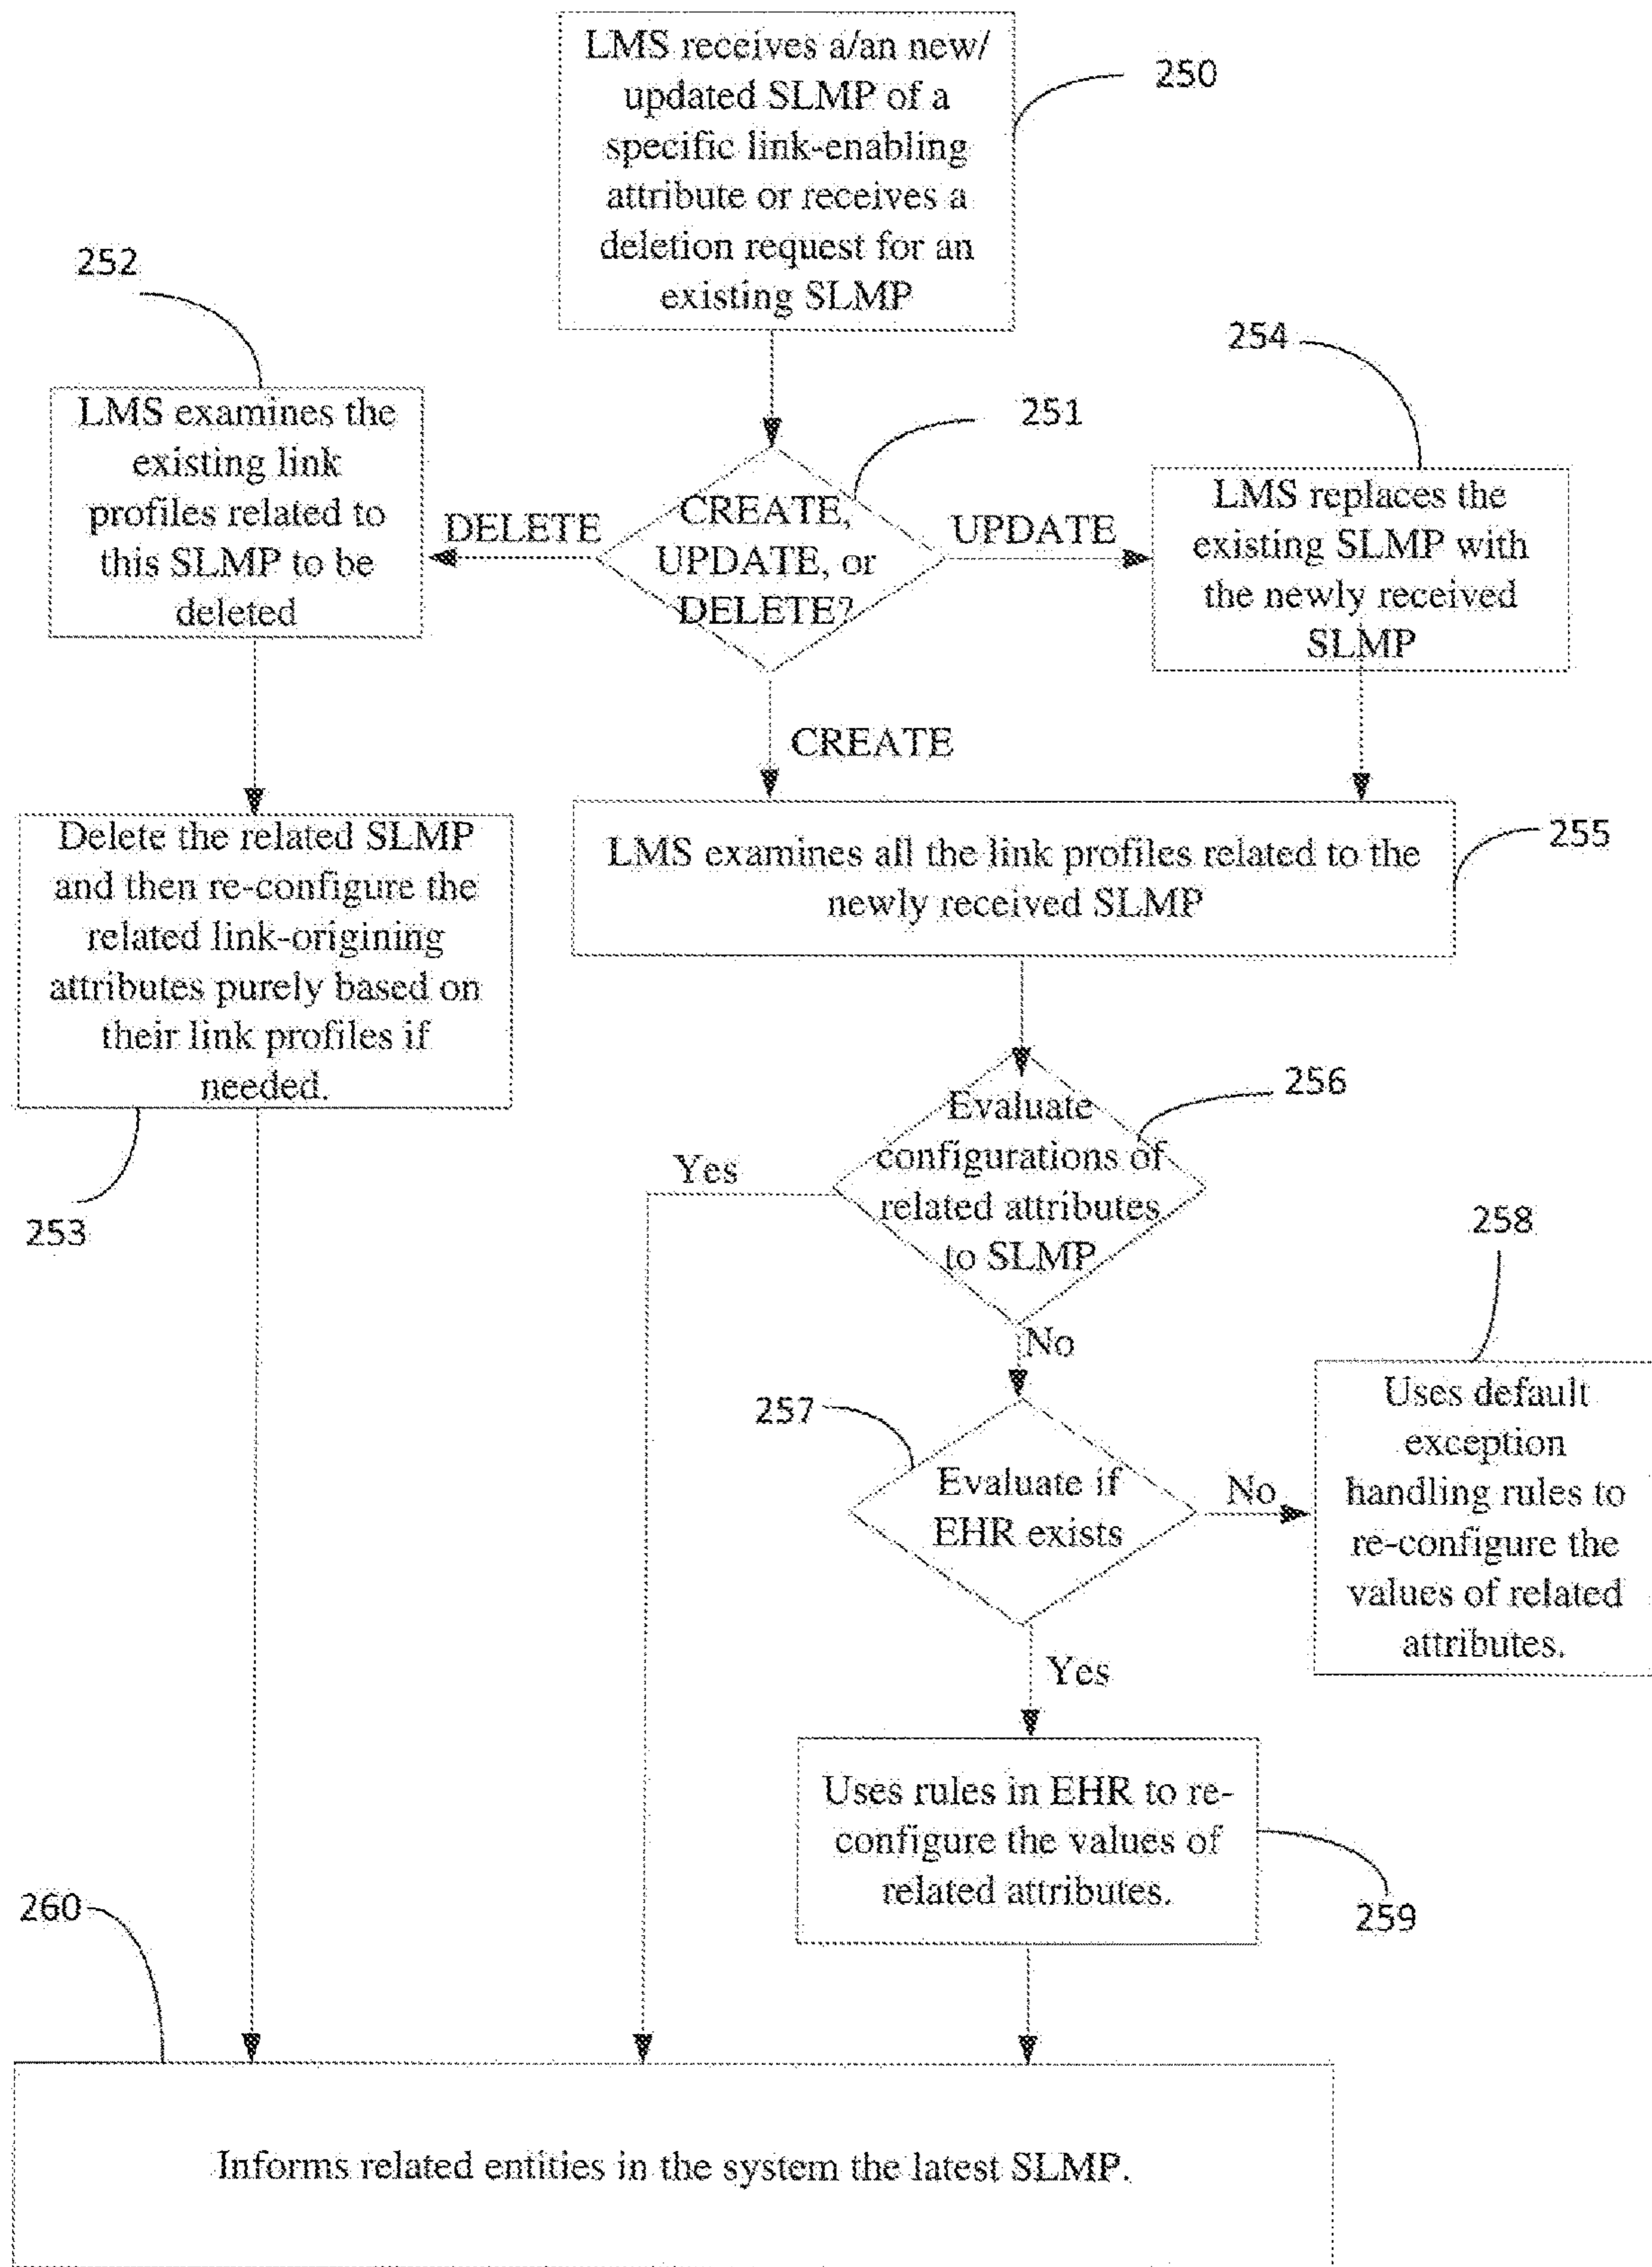 LMS receives a/an new/
updated SLMP of a
specific link-enabling
attribute or receives a
deletion request for an
existing SLMP
250
252
254
LMS examines the
existing link
profiles related to
this SLMP to be
deleted
DELETE
CREATE,
UPDATE, or
DELETE?
251
UPDATE
LMS replaces the
existing SLMP with
the newly received
SLMP
CREATE
Delete the related SLMP
and then re-configure the
related link-origining
attributes purely based on
their link profiles if
needed.
253
LMS examines all the link profiles related to the
newly received SLMP
255
Evaluate
configurations of
related attributes
to SLMP
256
Yes
No
257
Evaluate if
EHR exists
No
258
Uses default
exception
handling rules to
re-configure the
values of related
attributes.
Yes
Uses rules in EHR to re-
configure the values of
related attributes.
259
260
Informs related entities in the system the latest SLMP.